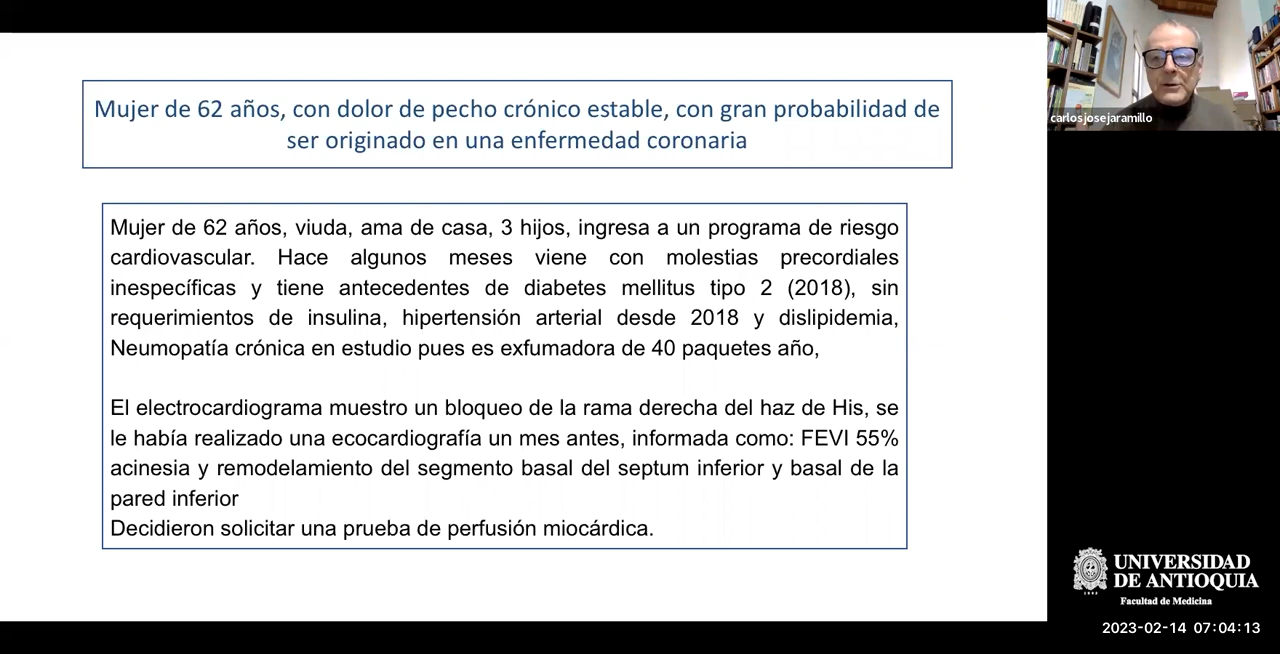 Mujer de 62 años, con dolor de pecho crónico estable, con gran probabilidad de
ser originado en una enfermedad coronaria
Mujer de 62 años, viuda, ama de casa, 3 hijos, ingresa a un programa de riesgo
cardiovascular. Hace algunos meses viene con molestias precordiales
inespecíficas y tiene antecedentes de diabetes mellitus tipo 2 (2018), sin
requerimientos de insulina, hipertensión arterial desde 2018 y dislipidemia,
Neumopatía crónica en estudio pues es exfumadora de 40 paquetes año,
El electrocardiograma muestro un bloqueo de la rama derecha del haz de His, se
le había realizado una ecocardiografía un mes antes, informada como: FEVI 55%
acinesia y remodelamiento del segmento basal del septum inferior y basal de la
pared inferior
Decidieron solicitar una prueba de perfusión miocárdica.
carlosjosejaramillo
UNIVERSIDAD
DE ANTIOQUIA
Facultad de Medicina
2023-02-14 07:04:13